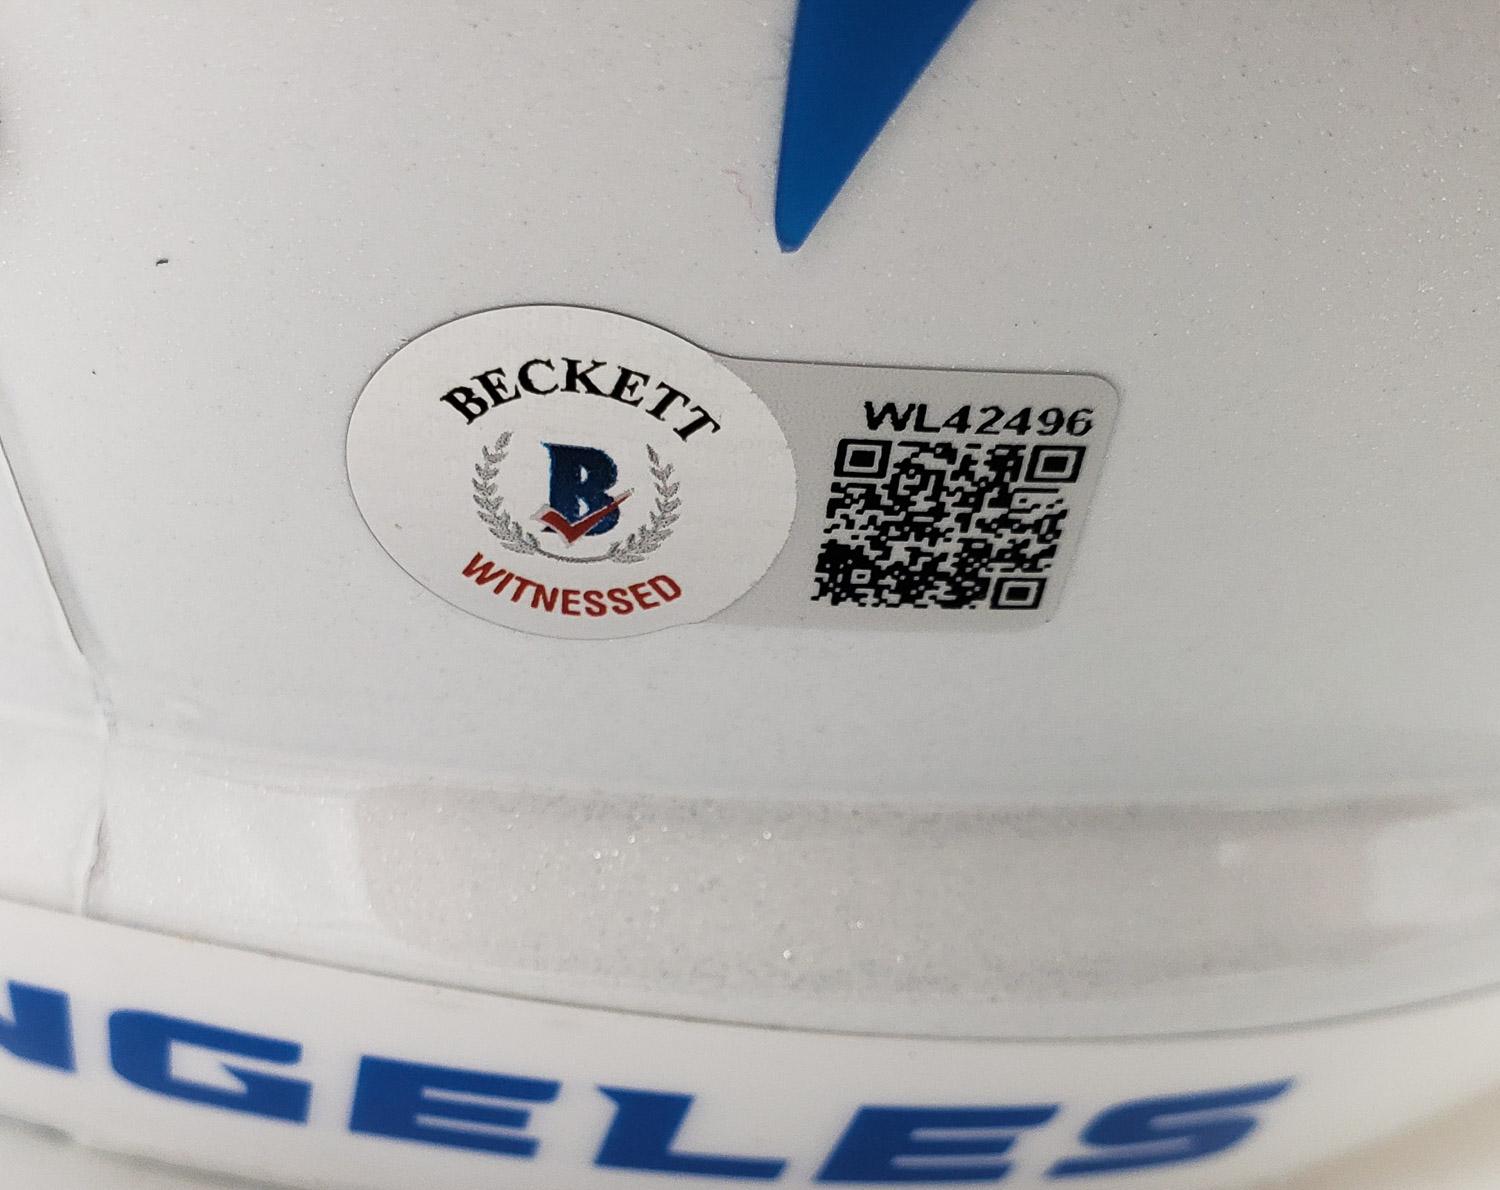 BECKETT
B
WITNESSED
WL42496
NGELES